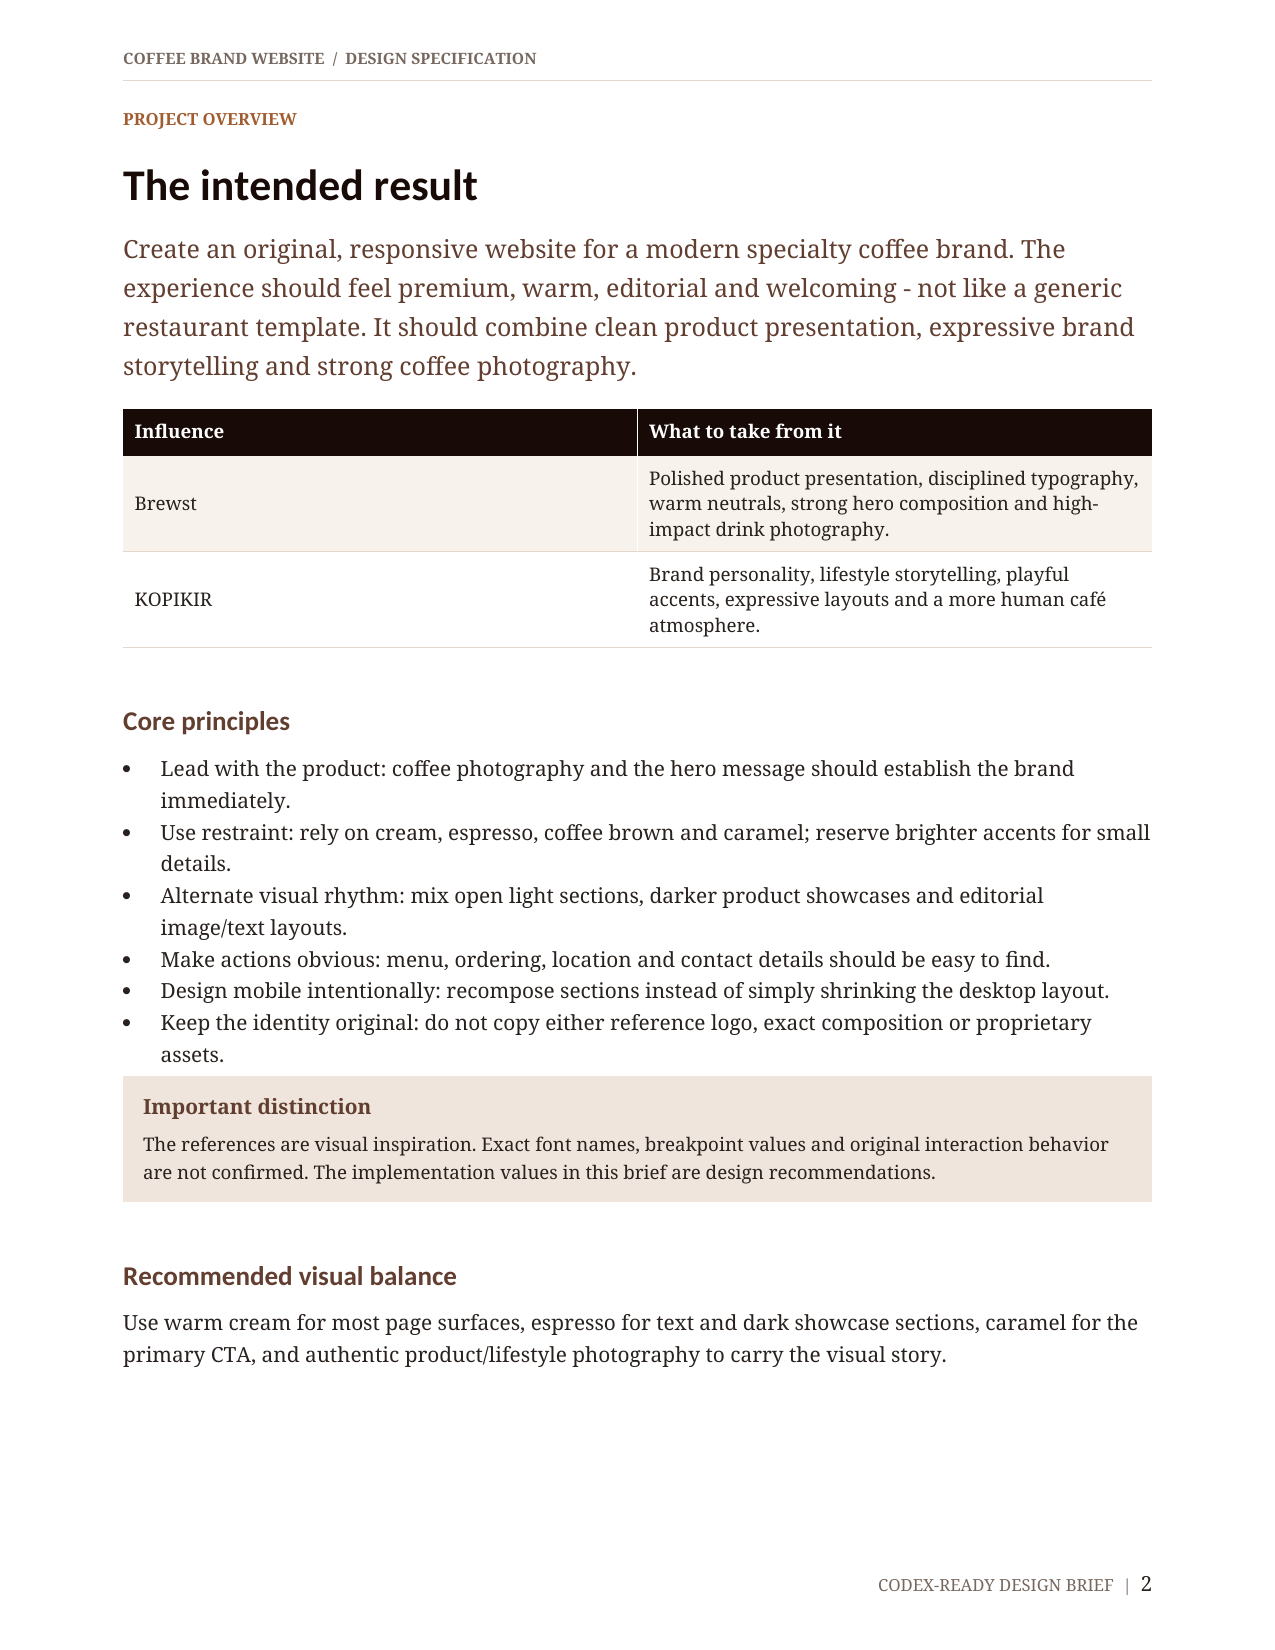 COFFEE BRAND WEBSITE / DESIGN SPECIFICATION
PROJECT OVERVIEW
The intended result
Create an original, responsive website for a modern specialty coffee brand. The
experience should feel premium, warm, editorial and welcoming - not like a generic
restaurant template. It should combine clean product presentation, expressive brand
storytelling and strong coffee photography.
Influence What to take from it
Brewst
Polished product presentation, disciplined typography,
warm neutrals, strong hero composition and high-
impact drink photography.
KOPIKIR
Brand personality, lifestyle storytelling, playful
accents, expressive layouts and a more human café
atmosphere.
Core principles
• Lead with the product: coffee photography and the hero message should establish the brand
immediately.
• Use restraint: rely on cream, espresso, coffee brown and caramel; reserve brighter accents for small
details.
• Alternate visual rhythm: mix open light sections, darker product showcases and editorial
image/text layouts.
• Make actions obvious: menu, ordering, location and contact details should be easy to find.
• Design mobile intentionally: recompose sections instead of simply shrinking the desktop layout.
• Keep the identity original: do not copy either reference logo, exact composition or proprietary
assets.
Important distinction
The references are visual inspiration. Exact font names, breakpoint values and original interaction behavior
are not confirmed. The implementation values in this brief are design recommendations.
Recommended visual balance
Use warm cream for most page surfaces, espresso for text and dark showcase sections, caramel for the
primary CTA, and authentic product/lifestyle photography to carry the visual story.
CODEX-READY DESIGN BRIEF | 2